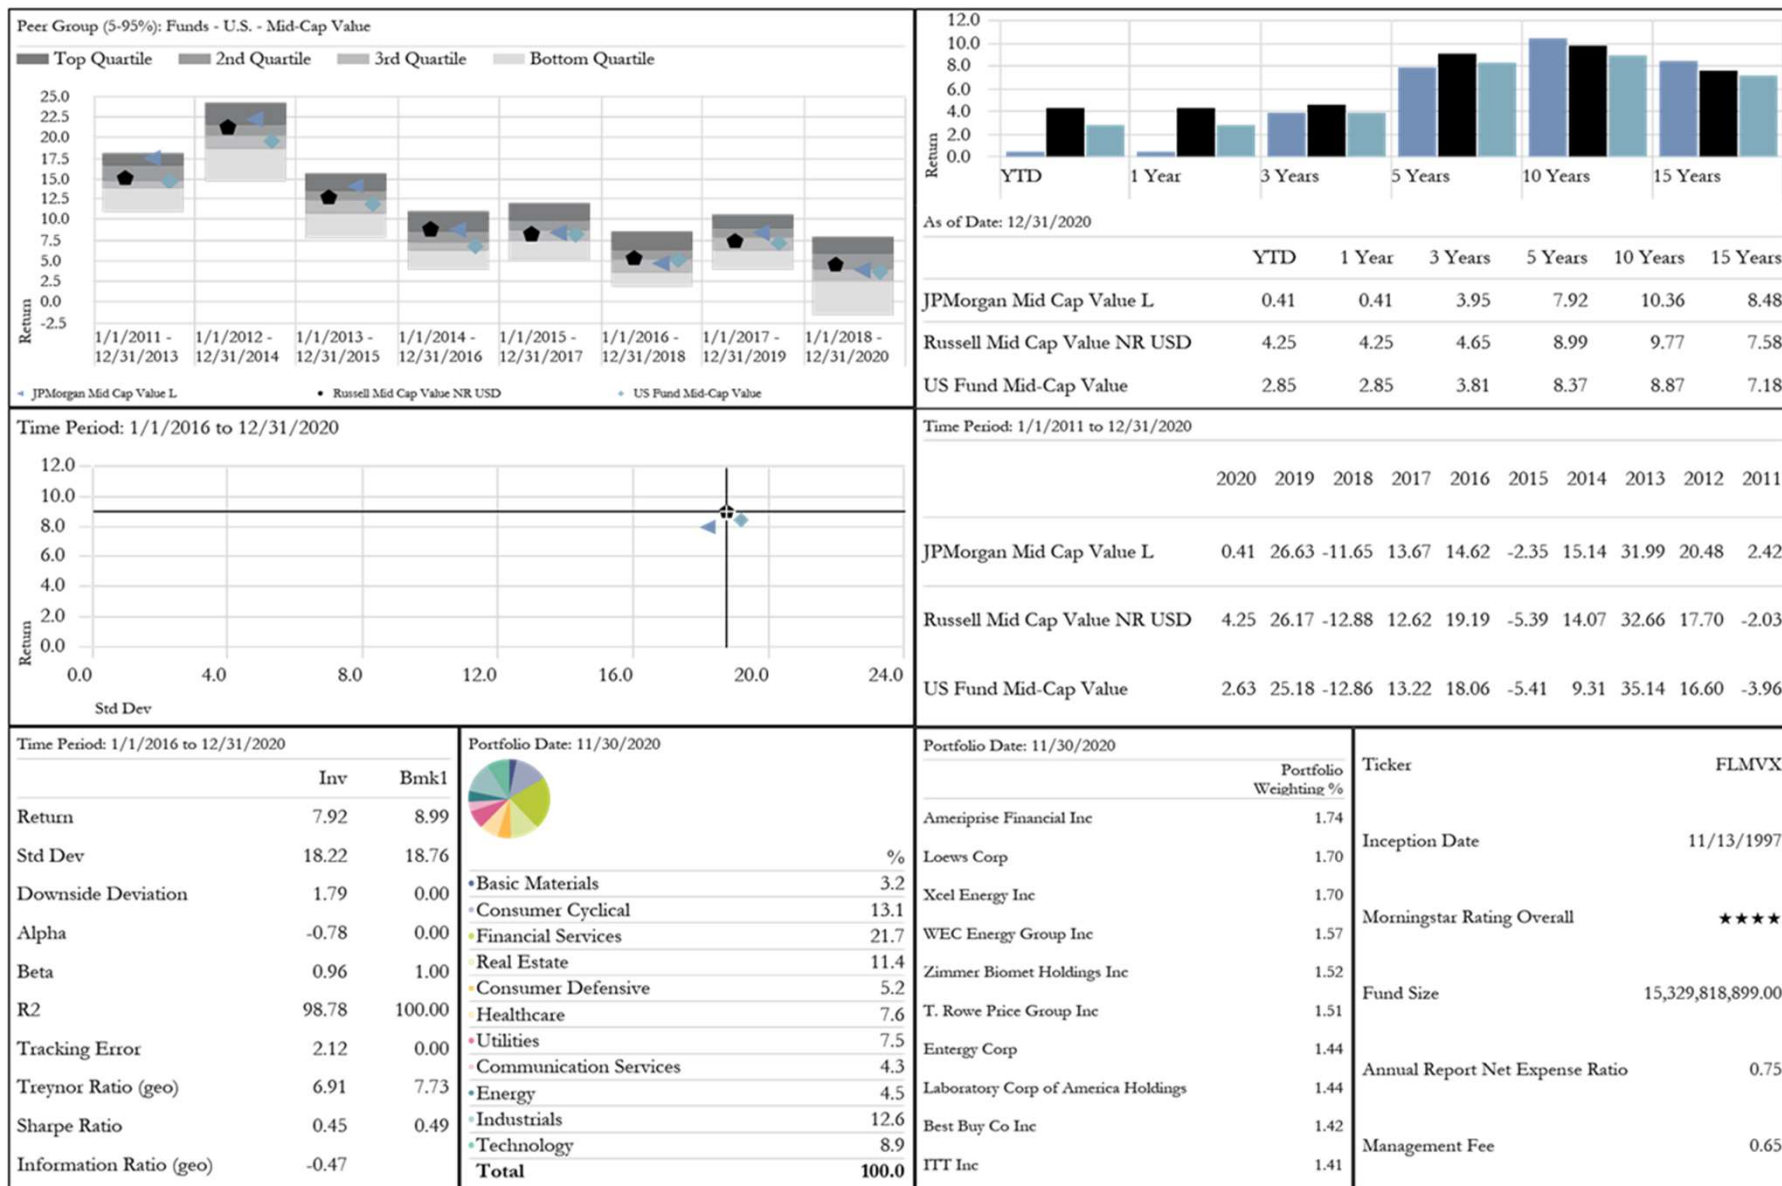 Peer Group (5-95%): Funds - U.S. - Mid-Cap Value
Top Quartile 2nd Quartile 3rd Quartile Bottom Quartile
25.0
22.5
20.0
17.5
15.0
12.5
10.0
7.5
5.0
2.5
0.0
-2.5
Return
1/1/2011 - 1/1/2012 - 1/1/2013 - 1/1/2014 - 1/1/2015 - 1/1/2016 - 1/1/2017 - 1/1/2018 -
12/31/2013 12/31/2014 12/31/2015 12/31/2016 12/31/2017 12/31/2018 12/31/2019 12/31/2020
JPMorgan Mid Cap Value L Russell Mid Cap Value NR USD US Fund Mid-Cap Value
12.0
10.0
8.0
6.0
4.0
2.0
0.0
Return
YTD 1 Year 3 Years 5 Years 10 Years 15 Years
As of Date: 12/31/2020
YTD 1 Year 3 Years 5 Years 10 Years 15 Years
JPMorgan Mid Cap Value L 0.41 0.41 3.95 7.92 10.36 8.48
Russell Mid Cap Value NR USD 4.25 4.25 4.65 8.99 9.77 7.58
US Fund Mid-Cap Value 2.85 2.85 3.81 8.37 8.87 7.18
Time Period: 1/1/2016 to 12/31/2020
12.0
10.0
8.0
6.0
4.0
2.0
0.0
Return
0.0 4.0 8.0 12.0 16.0 20.0 24.0
Std Dev
Time Period: 1/1/2011 to 12/31/2020
2020 2019 2018 2017 2016 2015 2014 2013 2012 2011
JPMorgan Mid Cap Value L 0.41 26.63 -11.65 13.67 14.62 -2.35 15.14 31.99 20.48 2.42
Russell Mid Cap Value NR USD 4.25 26.17 -12.88 12.62 19.19 -5.39 14.07 32.66 17.70 -2.03
US Fund Mid-Cap Value 2.63 25.18 -12.86 13.22 18.06 -5.41 9.31 35.14 16.60 -3.96
Time Period: 1/1/2016 to 12/31/2020
Inv Bmk1
Return 7.92 8.99
Std Dev 18.22 18.76
Downside Deviation 1.79 0.00
Alpha -0.78 0.00
Beta 0.96 1.00
R2 98.78 100.00
Tracking Error 2.12 0.00
Treynor Ratio (geo) 6.91 7.73
Sharpe Ratio 0.45 0.49
Information Ratio (geo) -0.47
Portfolio Date: 11/30/2020
%
Basic Materials 3.2
Consumer Cyclical 13.1
Financial Services 21.7
Real Estate 11.4
Consumer Defensive 5.2
Healthcare 7.6
Utilities 7.5
Communication Services 4.3
Energy 4.5
Industrials 12.6
Technology 8.9
Total 100.0
Portfolio Date: 11/30/2020
Portfolio
Weighting %
Ameriprise Financial Inc 1.74
Loews Corp 1.70
Xcel Energy Inc 1.70
WEC Energy Group Inc 1.57
Zimmer Biomet Holdings Inc 1.52
T. Rowe Price Group Inc 1.51
Entergy Corp 1.44
Laboratory Corp of America Holdings 1.44
Best Buy Co Inc 1.42
ITT Inc 1.41
Ticker FLMVX
Inception Date 11/13/1997
Morningstar Rating Overall ★★★★
Fund Size 15,329,818,899.00
Annual Report Net Expense Ratio 0.75
Management Fee 0.65